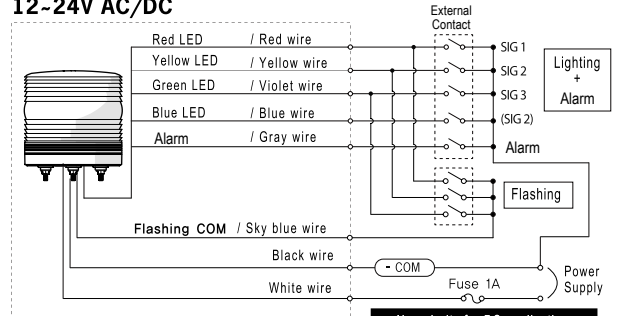 12~24V AC/DC
External
Contact
Red LED / Red wire
SIG 1
Yellow LED / Yellow wire
SIG 2
Green LED / Violet wire
SIG 3
Blue LED / Blue wire
(SIG 2)
Alarm / Gray wire
Alarm
Lighting
+
Alarm
Flashing
Flashing COM / Sky blue wire
Black wire
- COM
White wire
Fuse 1A
Power
Supply